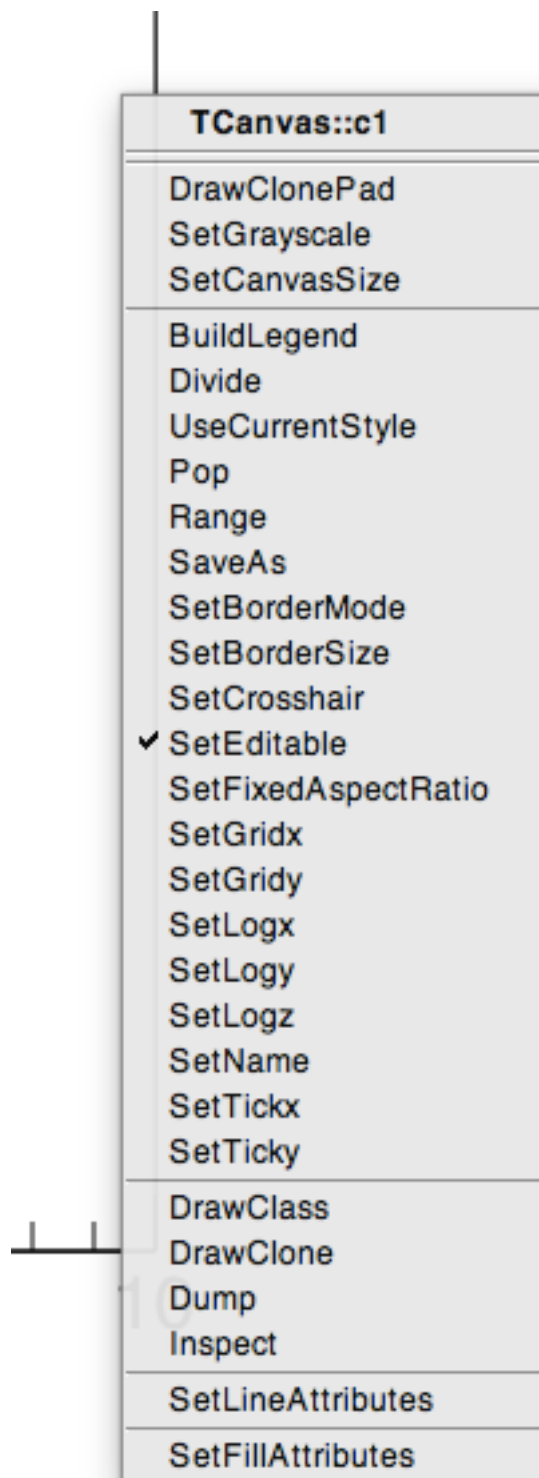 TCanvas::c1
DrawClonePad
SetGrayscale
SetCanvasSize
BuildLegend
Divide
UseCurrentStyle
Pop
Range
SaveAs
SetBorderMode
SetBorderSize
SetCrosshair
SetEditable
SetFixedAspectRatio
SetGridx
SetGridy
SetLogx
SetLogy
SetLogz
SetName
SetTickx
SetTicky
DrawClass
DrawClone
10
Dump
Inspect
SetLineAttributes
SetFillAttributes